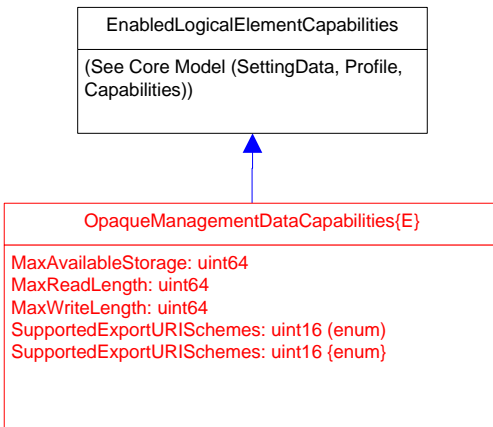 EnabledLogicalElementCapabilities
(See Core Model (SettingData, Profile,
Capabilities))
OpaqueManagementDataCapabilities{E}
MaxAvailableStorage: uint64
MaxReadLength: uint64
MaxWriteLength: uint64
SupportedExportURISchemes: uint16 (enum)
SupportedExportURISchemes: uint16 {enum}